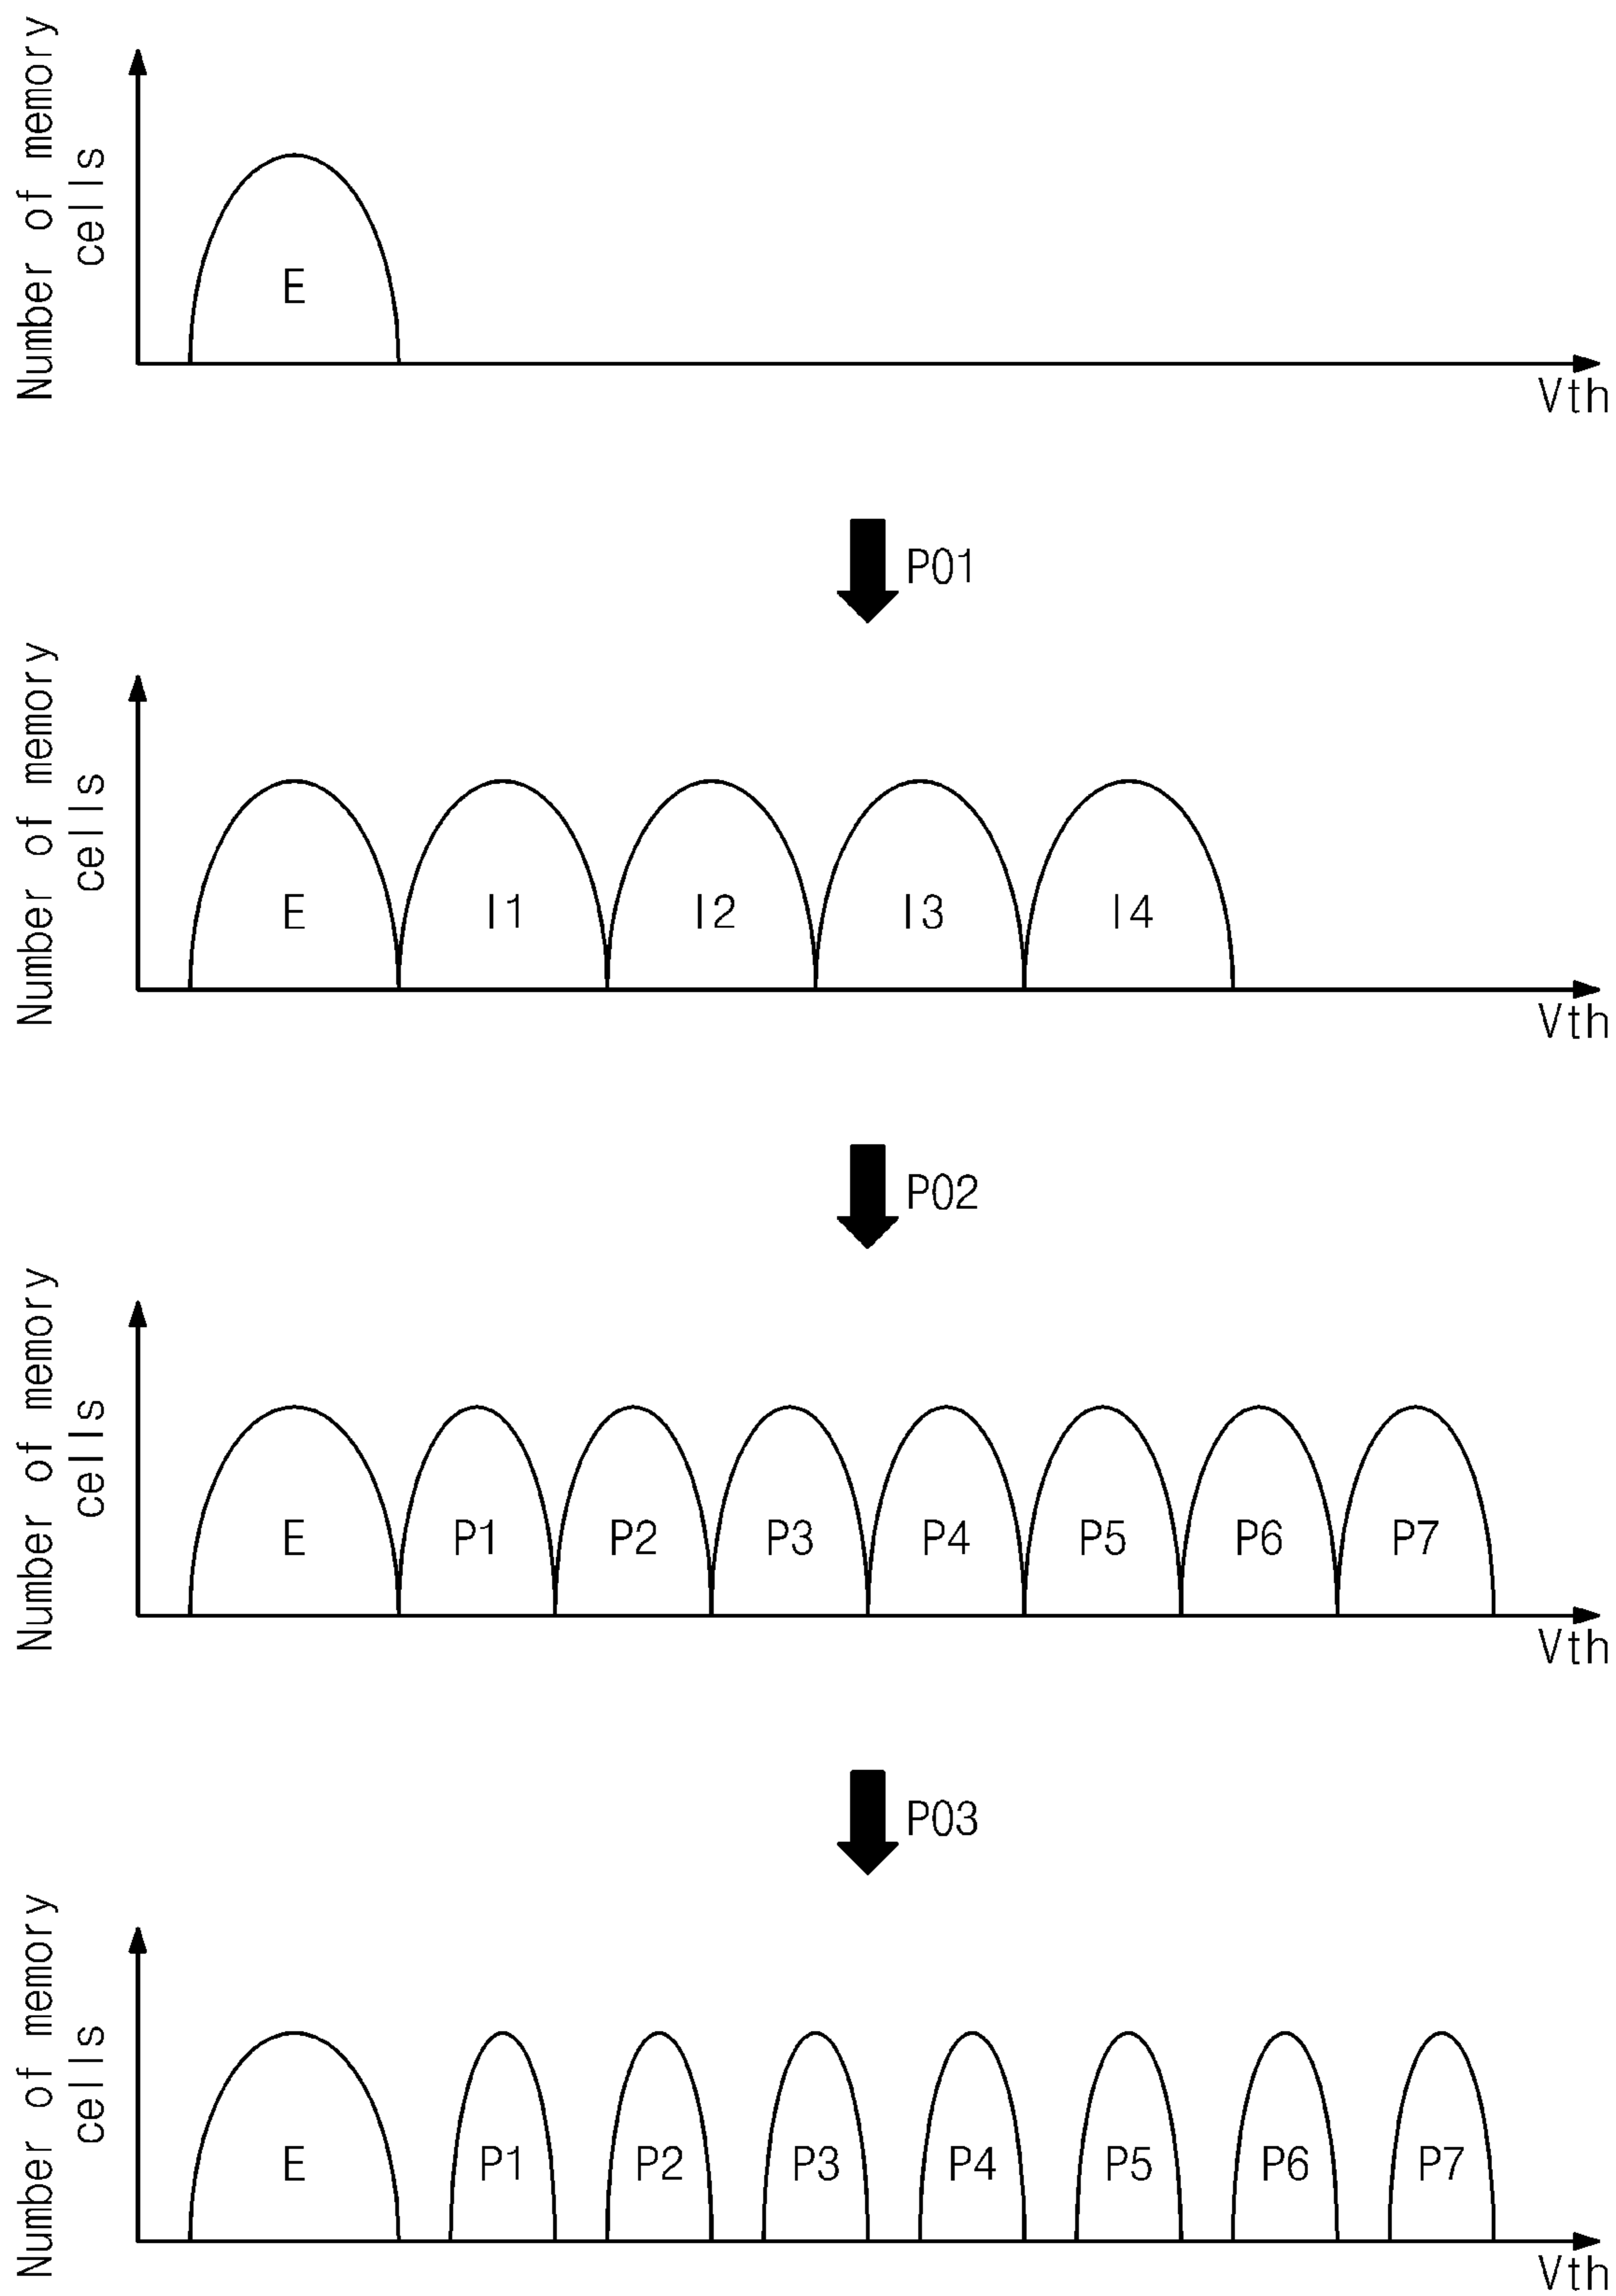 Number of memory
cells
E
Vth
P01
Number of memory
cells
E I1 I2 I3 I4
Vth
P02
Number of memory
cells
E P1 P2 P3 P4 P5 P6 P7
Vth
P03
Number of memory
cells
E P1 P2 P3 P4 P5 P6 P7
Vth